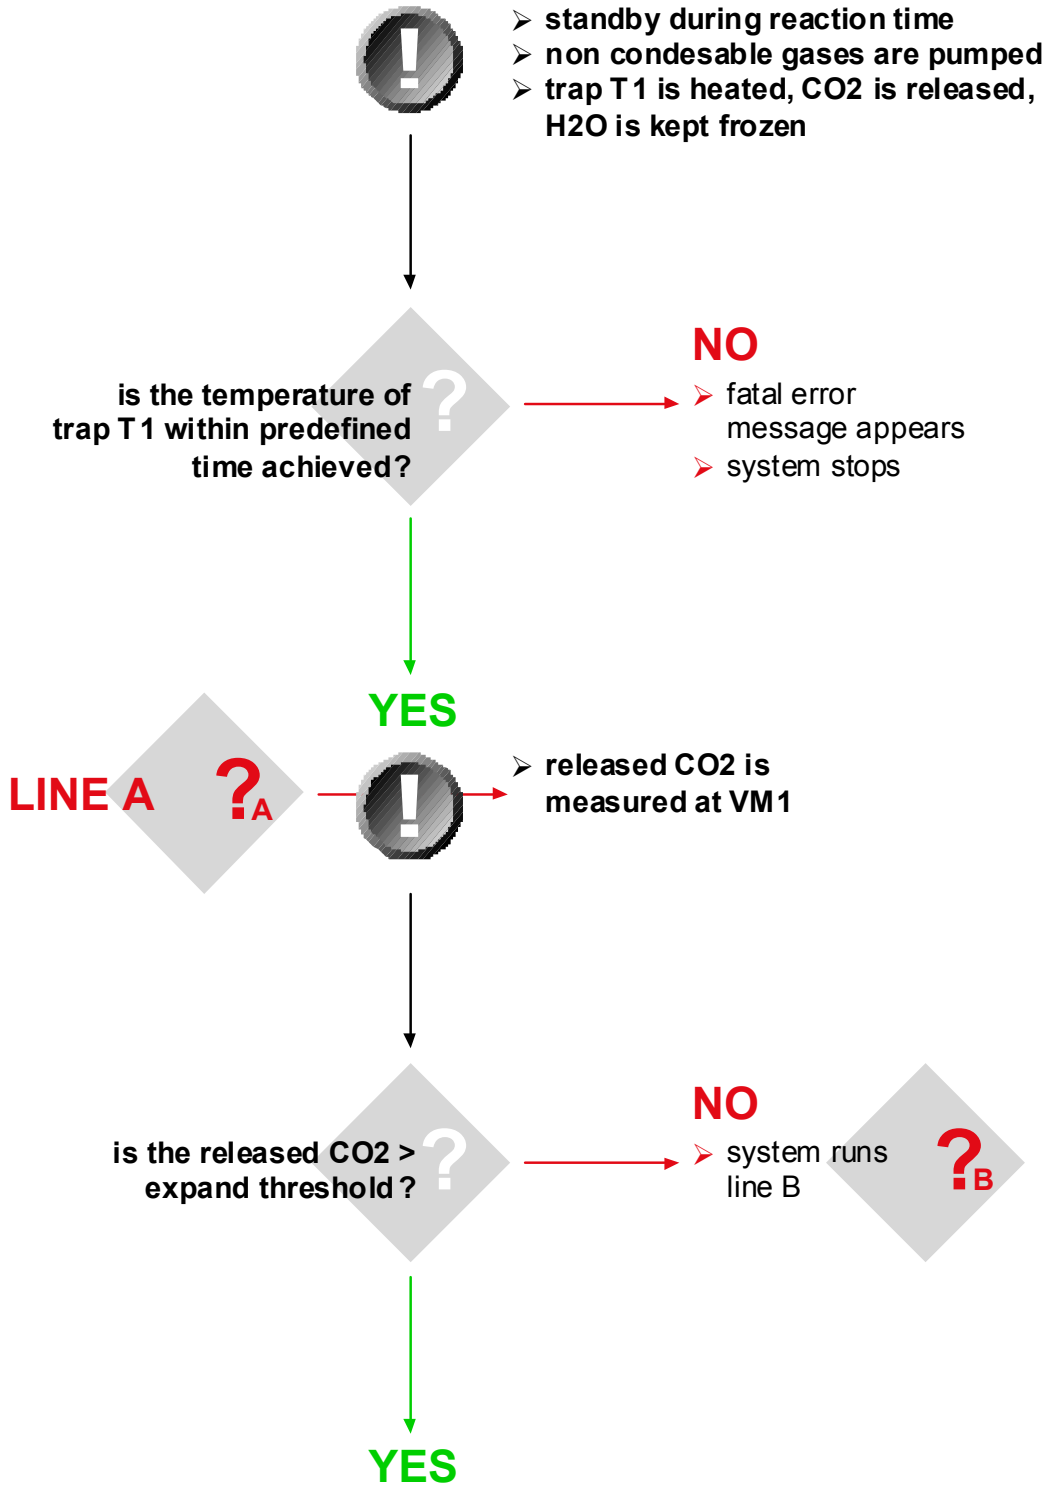 !
➢ standby during reaction time
➢ non condesable gases are pumped
➢ trap T1 is heated, CO2 is released,
H2O is kept frozen
is the temperature of
trap T1 within predefined
time achieved?
?
NO
➢ fatal error
message appears
➢ system stops
YES
LINE A
?A
!
➢ released CO2 is
measured at VM1
is the released CO2 >
expand threshold?
?
NO
➢ system runs
line B
?B
YES